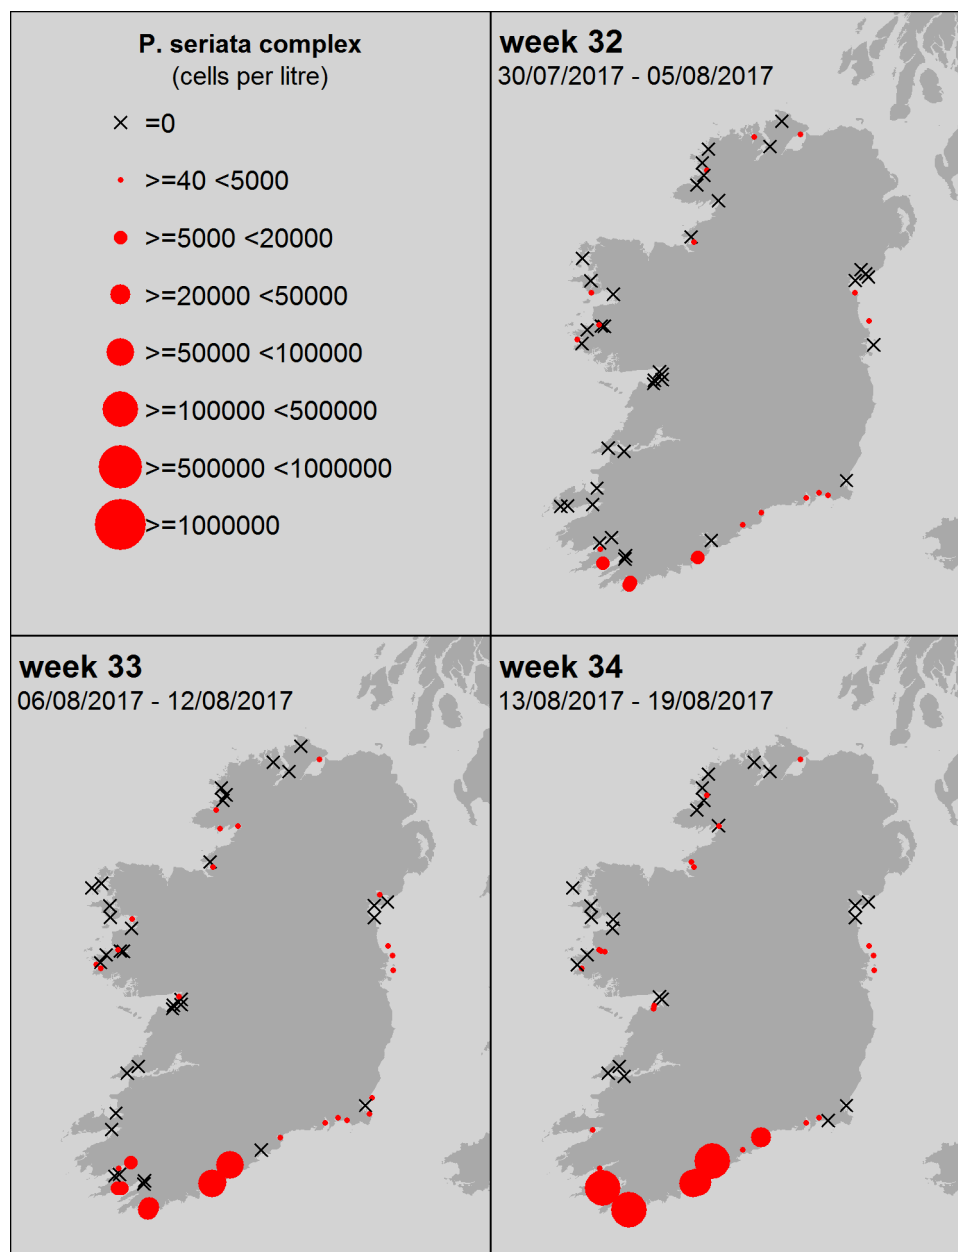 P. seriata complex
(cells per litre)
=0
>=40 <5000
>=5000 <20000
>=20000 <50000
>=50000 <100000
>=100000 <500000
>=500000 <1000000
>=1000000
week 32
30/07/2017 - 05/08/2017
week 33
06/08/2017 - 12/08/2017
week 34
13/08/2017 - 19/08/2017